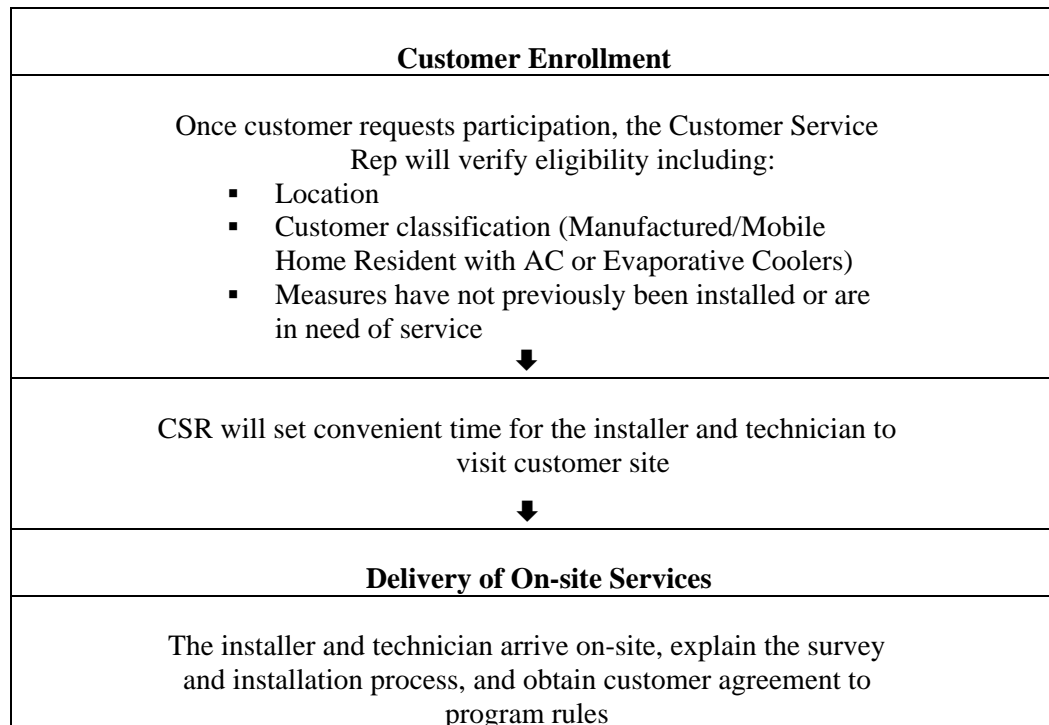 Customer Enrollment
Once customer requests participation, the Customer Service
Rep will verify eligibility including:
▪ Location
▪ Customer classification (Manufactured/Mobile
Home Resident with AC or Evaporative Coolers)
▪ Measures have not previously been installed or are
in need of service
🡇
CSR will set convenient time for the installer and technician to
visit customer site
🡇
Delivery of On-site Services
The installer and technician arrive on-site, explain the survey
and installation process, and obtain customer agreement to
program rules